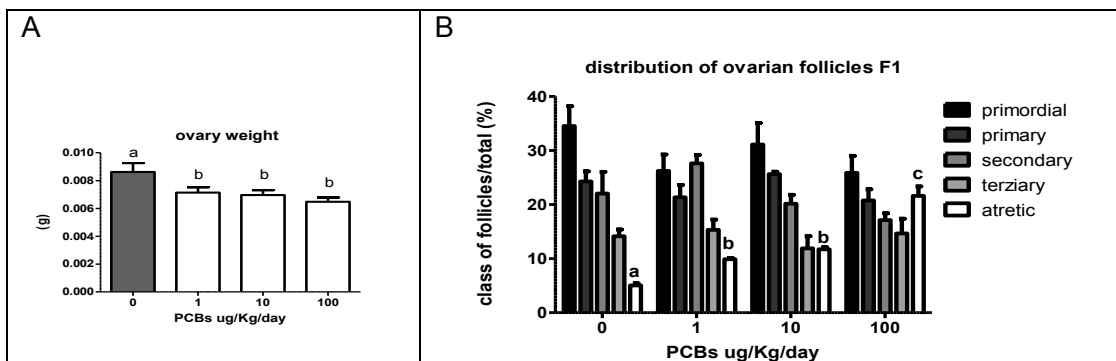 A
ovary weight
0.010
0.008
0.006
0.004
0.002
0.000
(g)
a
b
b
b
0 1 10 100
PCBs ug/Kg/day
B
distribution of ovarian follicles F1
40
30
20
10
0
class of follicles/total (%)
a
b
b
c
0 1 10 100
PCBs ug/Kg/day
primordial
primary
secondary
terziary
atretic